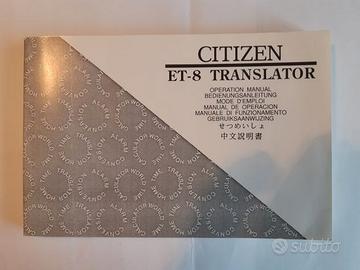 CITIZEN
ET-8 TRANSLATOR
OPERATION MANUAL
BEDIENUNGSANLEITUNG
MODE D'EMPLOI
MANUAL DE OPERACION
MANUALE DI FUNZIONAMENTO
GEBRUIKSAANWIJZING
せつめいしょ
中文説明書
subito